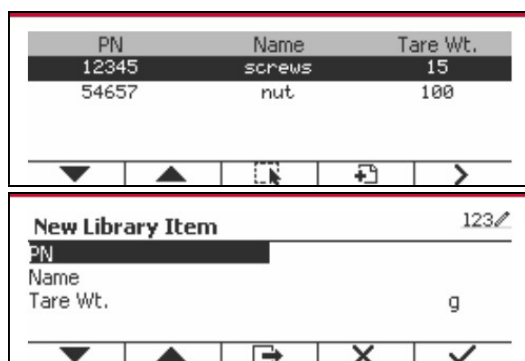 PN Name Tare Wt.
12345 screws 15
54657 nut 100
New Library Item 123
PN
Name
Tare Wt. g